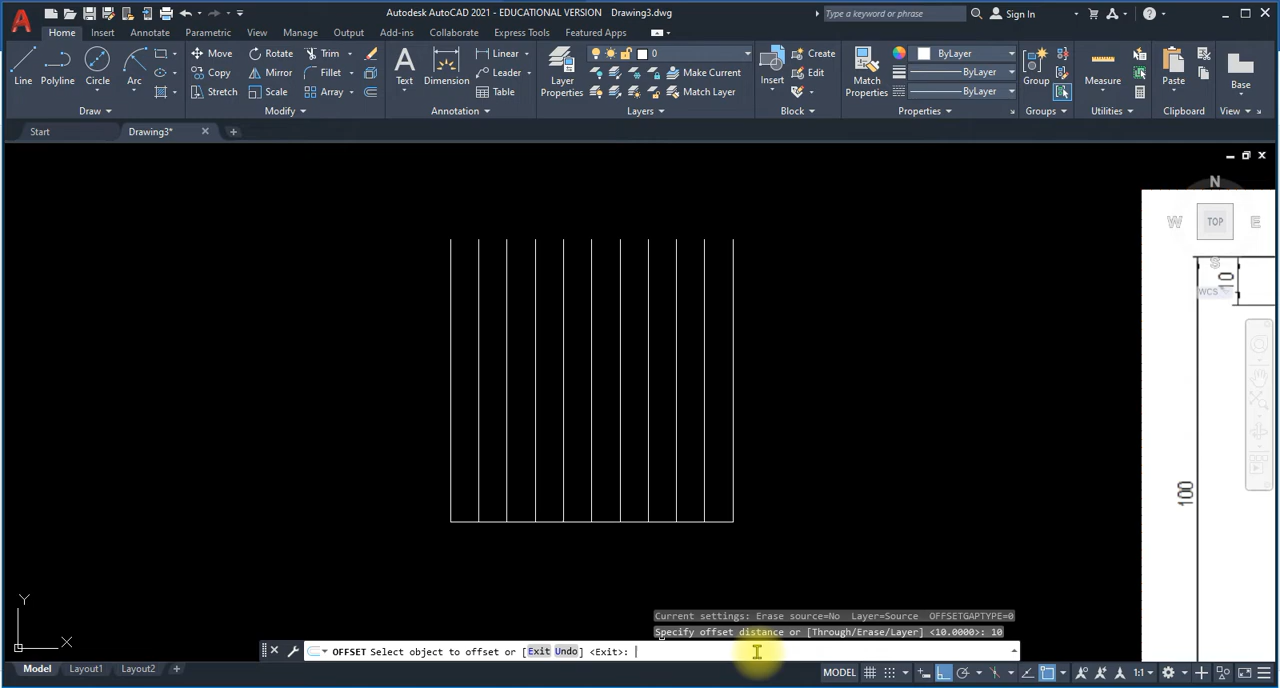 Autodesk AutoCAD 2021 - EDUCATIONAL VERSION Drawing3.dwg
Type a keyword or phrase
Sign In
Home Insert Annotate Parametric View Manage Output Add-ins Collaborate Express Tools Featured Apps
Line Polyline Circle Arc
Move Rotate Trim
Copy Mirror Fillet
Stretch Scale Array
Text Dimension
Linear
Leader
Table
Layer Properties
0
Make Current
Match Layer
Insert
Create
Edit
Match Properties
ByLayer
ByLayer
ByLayer
Group
Measure
Paste
Base
Draw Modify Annotation Layers Block Properties Groups Utilities Clipboard View
Start Drawing3*
N
W TOP E
S
WCS
10
100
Y
X
Current settings: Erase source=No Layer=Source OFFSETGAPTYPE=0
Specify offset distance or [Through/Erase/Layer] <10.0000>: 10
OFFSET Select object to offset or [Exit Undo] <Exit>:
Model Layout1 Layout2
MODEL 1:1